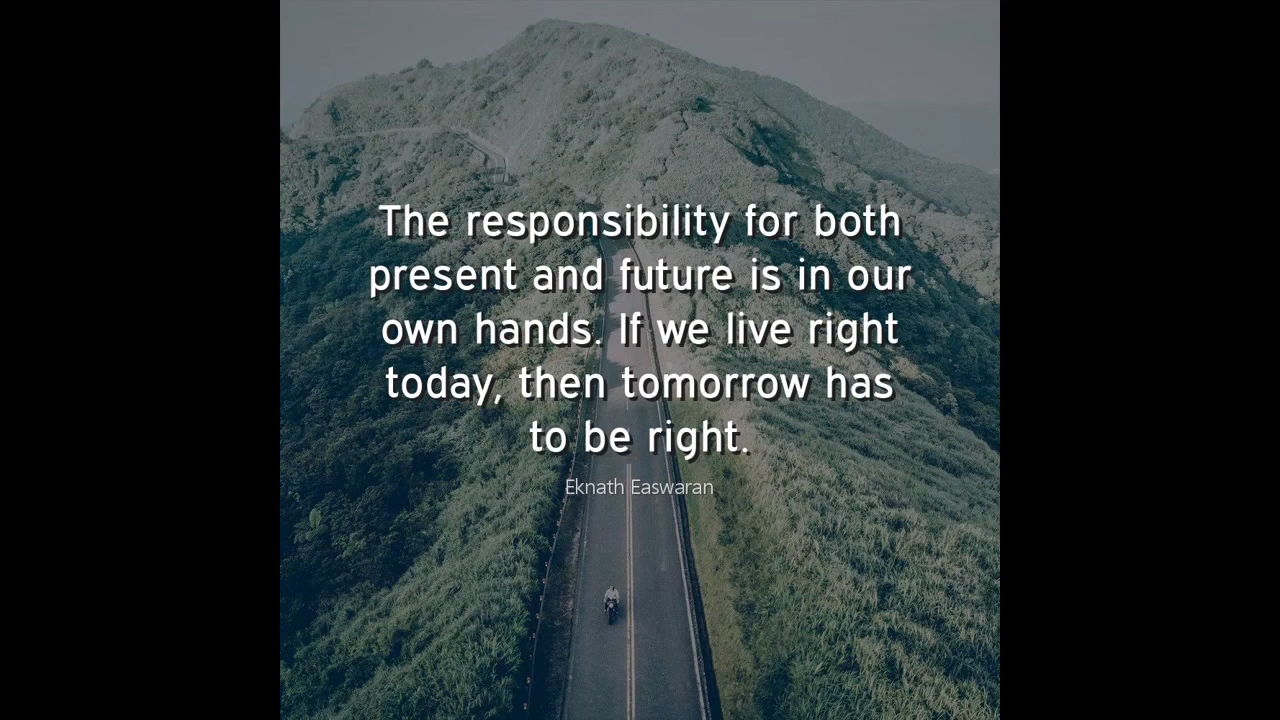 The responsibility for both
present and future is in our
own hands. If we live right
today, then tomorrow has
to be right.
Eknath Easwaran